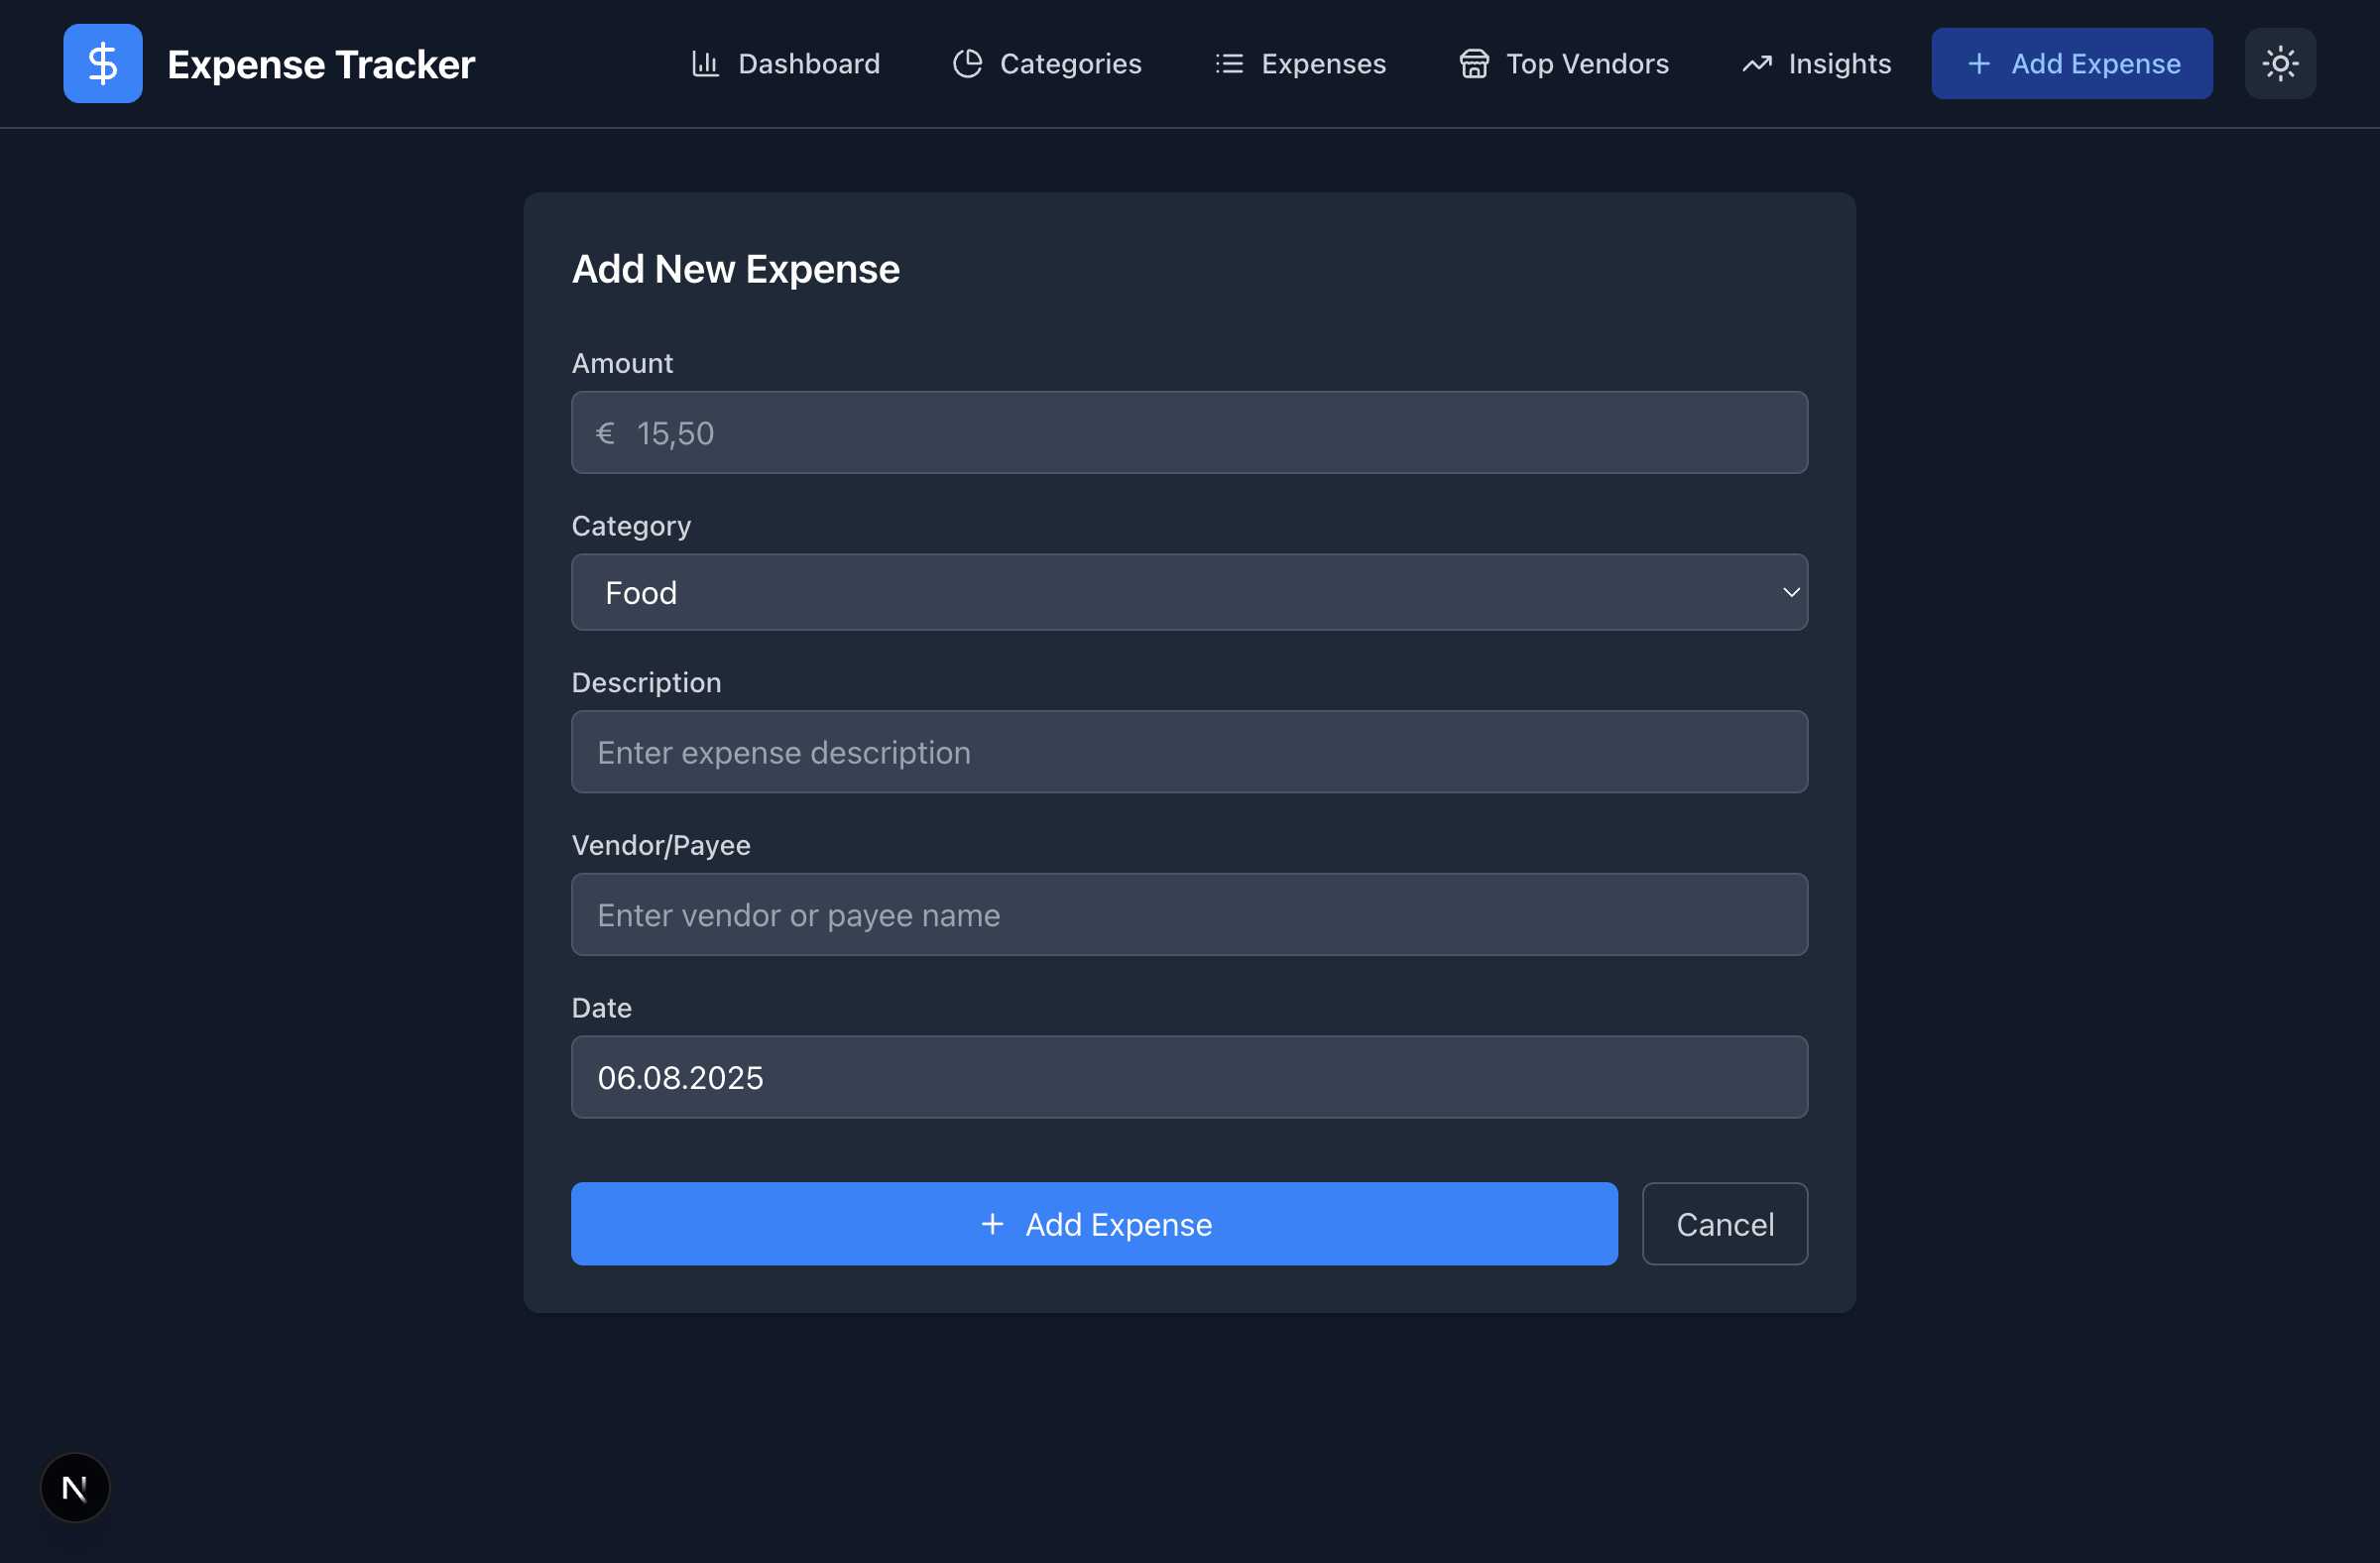 Expense Tracker
Dashboard
Categories
Expenses
Top Vendors
Insights
Add Expense
Add New Expense
Amount
€ 15,50
Category
Food
Description
Enter expense description
Vendor/Payee
Enter vendor or payee name
Date
06.08.2025
+ Add Expense
Cancel
N